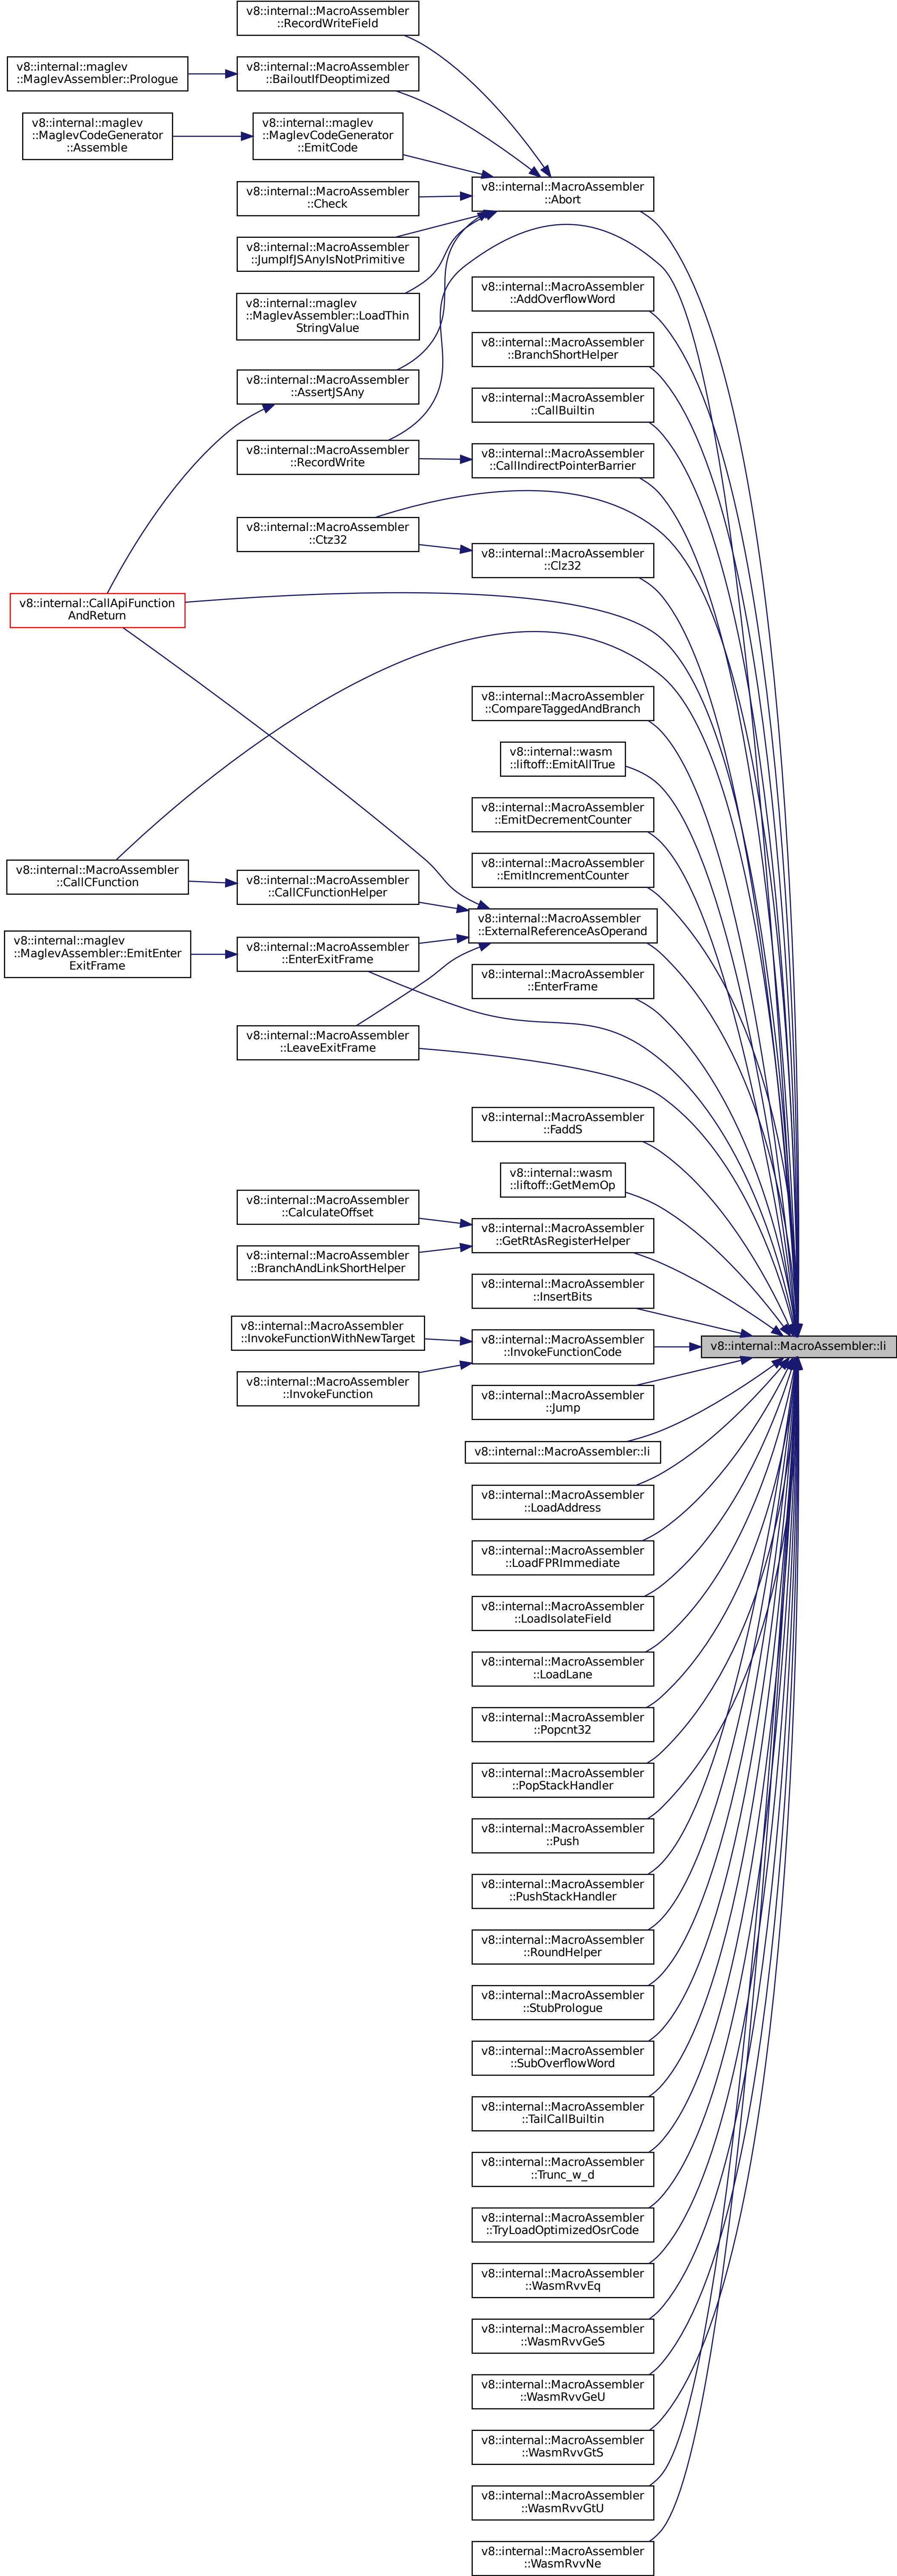 v8::internal::MacroAssembler
::RecordWriteField
v8::internal::maglev
::MaglevAssembler::Prologue
v8::internal::MacroAssembler
::BailoutIfDeoptimized
v8::internal::maglev
::MaglevCodeGenerator
::Assemble
v8::internal::maglev
::MaglevCodeGenerator
::EmitCode
v8::internal::MacroAssembler
::Abort
v8::internal::MacroAssembler
::Check
v8::internal::MacroAssembler
::JumpIfJSAnyIsNotPrimitive
v8::internal::MacroAssembler
::AddOverflowWord
v8::internal::maglev
::MaglevAssembler::LoadThin
StringValue
v8::internal::MacroAssembler
::BranchShortHelper
v8::internal::MacroAssembler
::AssertJSAny
v8::internal::MacroAssembler
::CallBuiltin
v8::internal::MacroAssembler
::RecordWrite
v8::internal::MacroAssembler
::CallIndirectPointerBarrier
v8::internal::MacroAssembler
::Ctz32
v8::internal::MacroAssembler
::Clz32
v8::internal::CallApiFunction
AndReturn
v8::internal::MacroAssembler
::CompareTaggedAndBranch
v8::internal::wasm
::liftoff::EmitAllTrue
v8::internal::MacroAssembler
::EmitDecrementCounter
v8::internal::MacroAssembler
::EmitIncrementCounter
v8::internal::MacroAssembler
::CallCFunction
v8::internal::MacroAssembler
::CallCFunctionHelper
v8::internal::MacroAssembler
::ExternalReferenceAsOperand
v8::internal::maglev
::MaglevAssembler::EmitEnter
ExitFrame
v8::internal::MacroAssembler
::EnterExitFrame
v8::internal::MacroAssembler
::EnterFrame
v8::internal::MacroAssembler
::LeaveExitFrame
v8::internal::MacroAssembler
::FaddS
v8::internal::wasm
::liftoff::GetMemOp
v8::internal::MacroAssembler
::CalculateOffset
v8::internal::MacroAssembler
::GetRtAsRegisterHelper
v8::internal::MacroAssembler
::BranchAndLinkShortHelper
v8::internal::MacroAssembler
::InsertBits
v8::internal::MacroAssembler
::InvokeFunctionWithNewTarget
v8::internal::MacroAssembler
::InvokeFunctionCode
v8::internal::MacroAssembler::li
v8::internal::MacroAssembler
::InvokeFunction
v8::internal::MacroAssembler
::Jump
v8::internal::MacroAssembler::li
v8::internal::MacroAssembler
::LoadAddress
v8::internal::MacroAssembler
::LoadFPRImmediate
v8::internal::MacroAssembler
::LoadIsolateField
v8::internal::MacroAssembler
::LoadLane
v8::internal::MacroAssembler
::Popcnt32
v8::internal::MacroAssembler
::PopStackHandler
v8::internal::MacroAssembler
::Push
v8::internal::MacroAssembler
::PushStackHandler
v8::internal::MacroAssembler
::RoundHelper
v8::internal::MacroAssembler
::StubPrologue
v8::internal::MacroAssembler
::SubOverflowWord
v8::internal::MacroAssembler
::TailCallBuiltin
v8::internal::MacroAssembler
::Trunc_w_d
v8::internal::MacroAssembler
::TryLoadOptimizedOsrCode
v8::internal::MacroAssembler
::WasmRvvEq
v8::internal::MacroAssembler
::WasmRvvGeS
v8::internal::MacroAssembler
::WasmRvvGeU
v8::internal::MacroAssembler
::WasmRvvGtS
v8::internal::MacroAssembler
::WasmRvvGtU
v8::internal::MacroAssembler
::WasmRvvNe